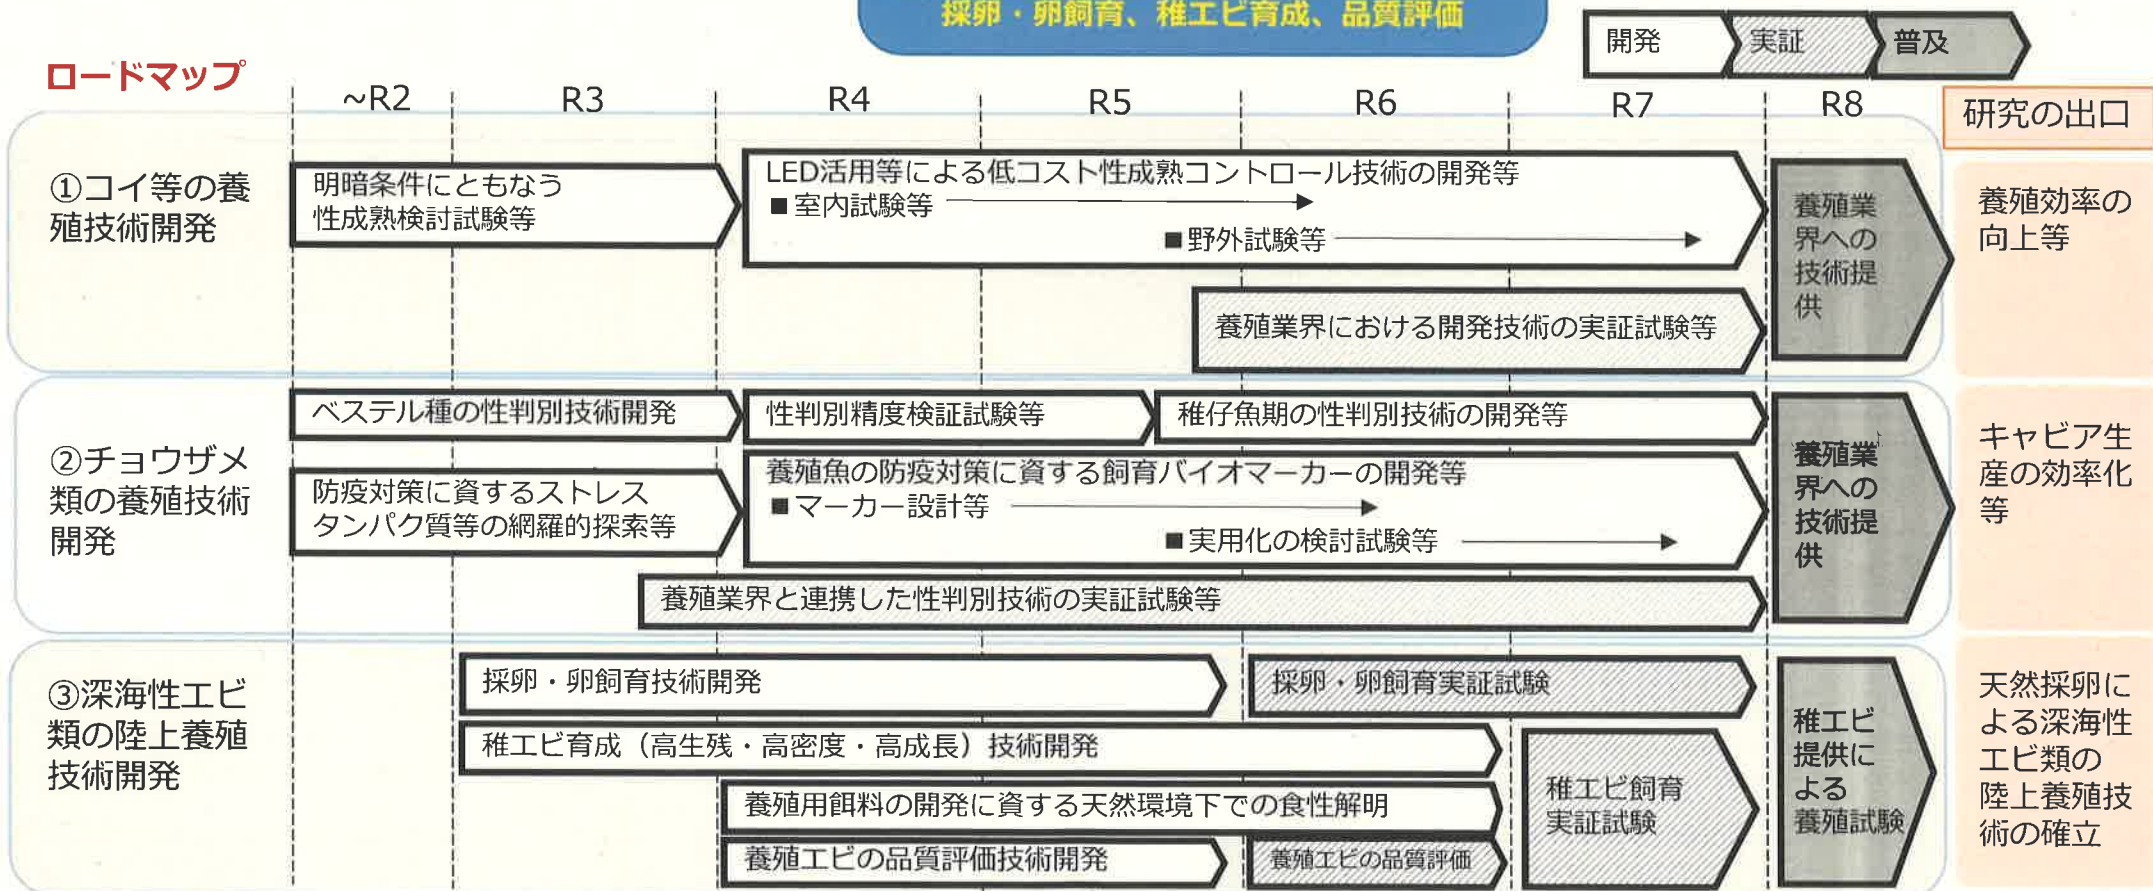 採卵・卵飼育、稚エビ育成、品質評価
開発
実証
普及
ロードマップ
~R2
R3
R4
R5
R6
R7
R8
研究の出口
①コイ等の養
殖技術開発
明暗条件にともなう
性成熟検討試験等
LED活用等による低コスト性成熟コントロール技術の開発等
■室内試験等
■野外試験等
養殖業界における開発技術の実証試験等
養殖業
界への
技術提
供
養殖効率の
向上等
②チョウザメ
類の養殖技術
開発
ベステル種の性判別技術開発
性判別精度検証試験等
稚仔魚期の性判別技術の開発等
防疫対策に資するストレス
タンパク質等の網羅的探索等
養殖魚の防疫対策に資する飼育バイオマーカーの開発等
■マーカー設計等
■実用化の検討試験等
養殖業界と連携した性判別技術の実証試験等
養殖業
界への
技術提
供
キャビア生
産の効率化
等
③深海性エビ
類の陸上養殖
技術開発
採卵・卵飼育技術開発
採卵・卵飼育実証試験
稚エビ育成（高生残・高密度・高成長）技術開発
養殖用餌料の開発に資する天然環境下での食性解明
養殖エビの品質評価技術開発
養殖エビの品質評価
稚エビ飼育
実証試験
稚エビ
提供に
よる
養殖試験
天然採卵に
よる深海性
エビ類の
陸上養殖技
術の確立